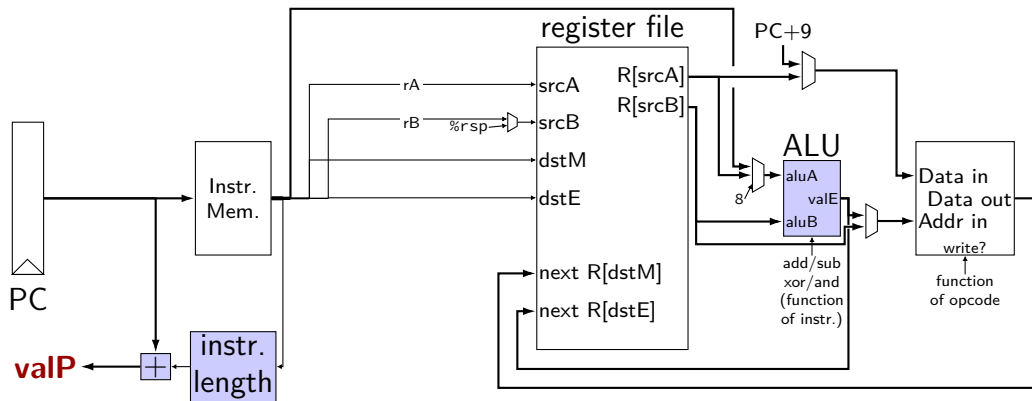 register file
PC+9
R[srcA]
rA
srcA
R[srcB]
rB
%rsp
srcB
ALU
dstM
aluA
Instr.
Mem.
8
Data in
valE
Data out
dstE
aluB
Addr in
write?
add/sub
xor/and
(function
of instr.)
function
of opcode
next R[dstM]
PC
next R[dstE]
instr.
length
+
valP